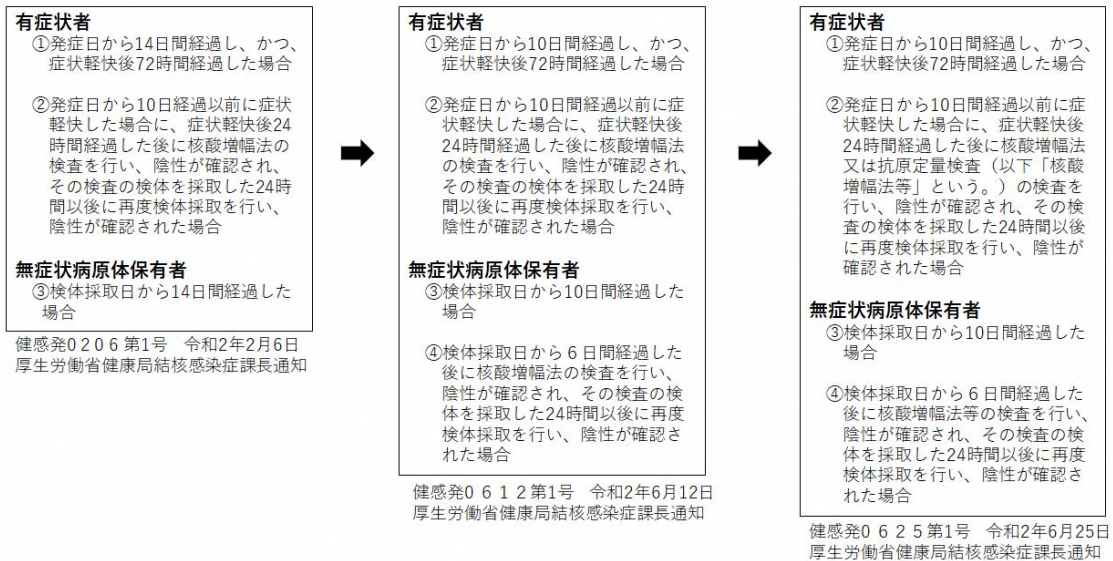 有症状者
①発症日から14日間経過し、かつ、
症状軽快後72時間経過した場合
②発症日から10日経過以前に症状
軽快した場合に、症状軽快後24
時間経過した後に核酸増幅法の
検査を行い、陰性が確認され、
その検査の検体を採取した24時
間以後に再度検体採取を行い、
陰性が確認された場合
無症状病原体保有者
③検体採取日から14日間経過した
場合
健感発０２０６第1号　令和2年2月6日
厚生労働省健康局結核感染症課長通知
有症状者
①発症日から10日間経過し、かつ、
症状軽快後72時間経過した場合
②発症日から10日間経過以前に症
状軽快した場合に、症状軽快後
24時間経過した後に核酸増幅法
の検査を行い、陰性が確認され、
その検査の検体を採取した24時
間以後に再度検体採取を行い、
陰性が確認された場合
無症状病原体保有者
③検体採取日から10日間経過した
場合
④検体採取日から６日間経過した
後に核酸増幅法の検査を行い、
陰性が確認され、その検査の検
体を採取した24時間以後に再度
検体採取を行い、陰性が確認さ
れた場合
健感発０６１２第1号　令和2年6月12日
厚生労働省健康局結核感染症課長通知
有症状者
①発症日から10日間経過し、かつ、
症状軽快後72時間経過した場合
②発症日から10日間経過以前に症
状軽快した場合に、症状軽快後
24時間経過した後に核酸増幅法
又は抗原定量検査（以下「核酸
増幅法等」という。）の検査を
行い、陰性が確認され、その検
査の検体を採取した24時間以後
に再度検体採取を行い、陰性が
確認された場合
無症状病原体保有者
③検体採取日から10日間経過した
場合
④検体採取日から６日間経過した
後に核酸増幅法等の検査を行い、
陰性が確認され、その検査の検
体を採取した24時間以後に再度
検体採取を行い、陰性が確認さ
れた場合
健感発０６２５第1号　令和2年6月25日
厚生労働省健康局結核感染症課長通知